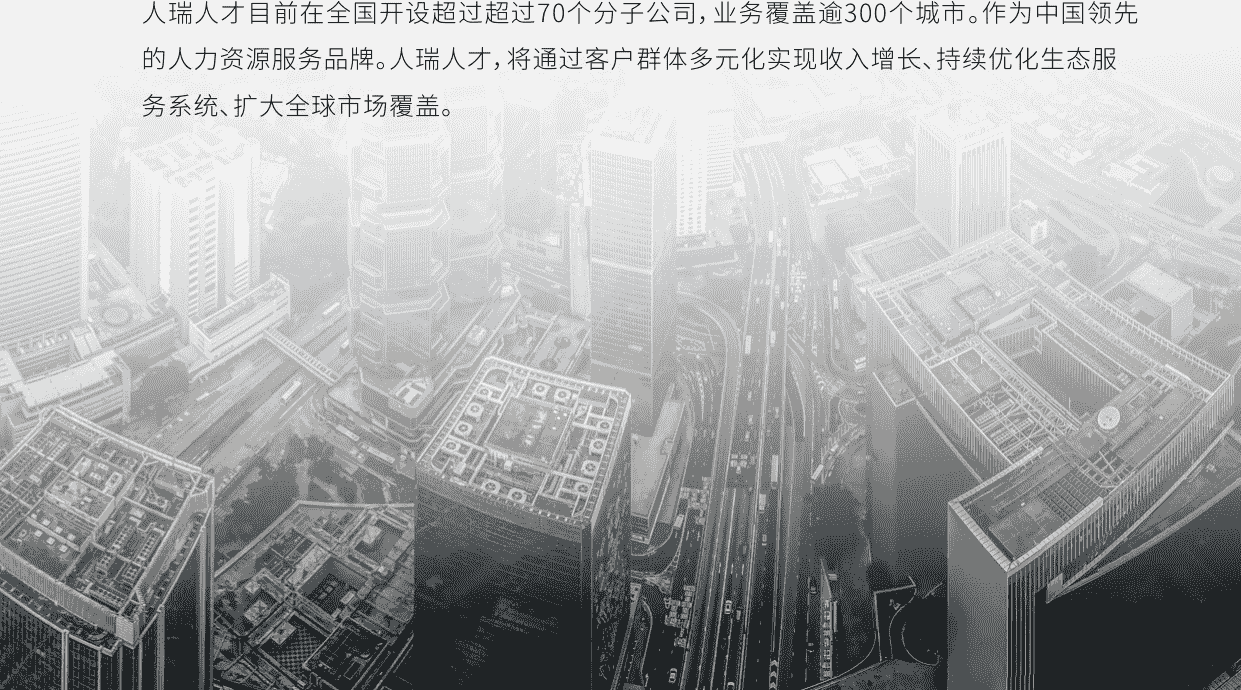 人瑞人才目前在全国开设超过超过70个分子公司，业务覆盖逾300个城市。作为中国领先
的人力资源服务品牌。人瑞人才，将通过客户群体多元化实现收入增长、持续优化生态服
务系统、扩大全球市场覆盖。